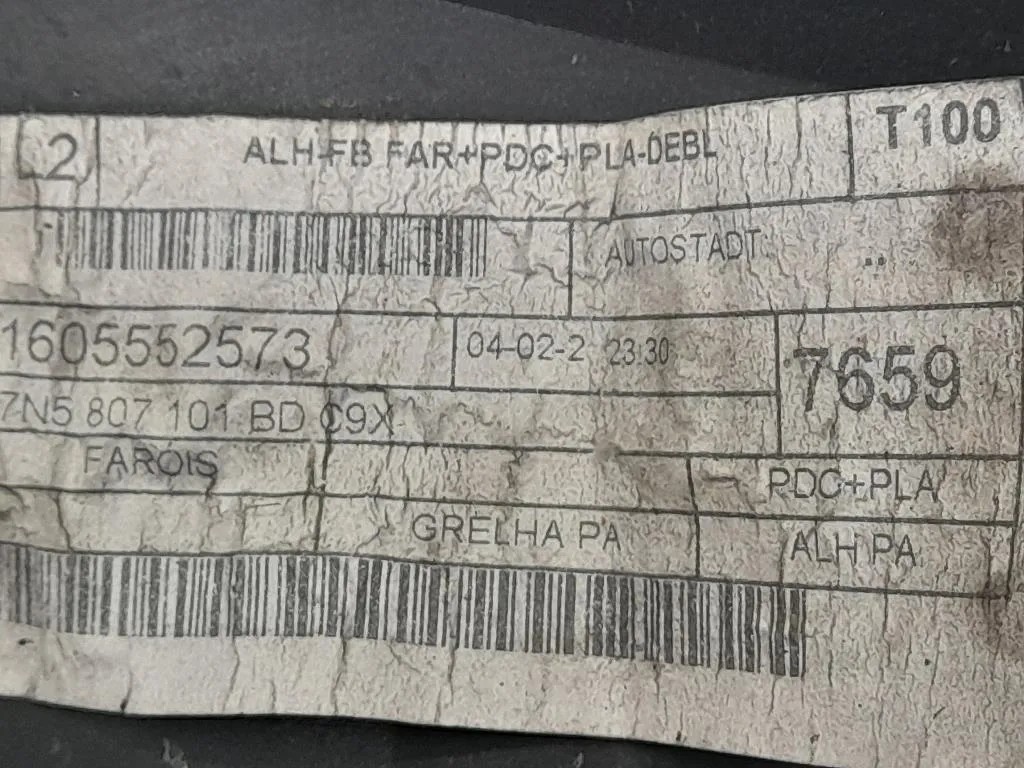 2 ALH-FB FAR+PDC+PLA-DEBL T100
AUTOSTADT:
1605552573 04-02-2 23:30 7659
7N5 807 101 BD C9X
FAROIS PDC+PLA
GRELHA PA ALH PA